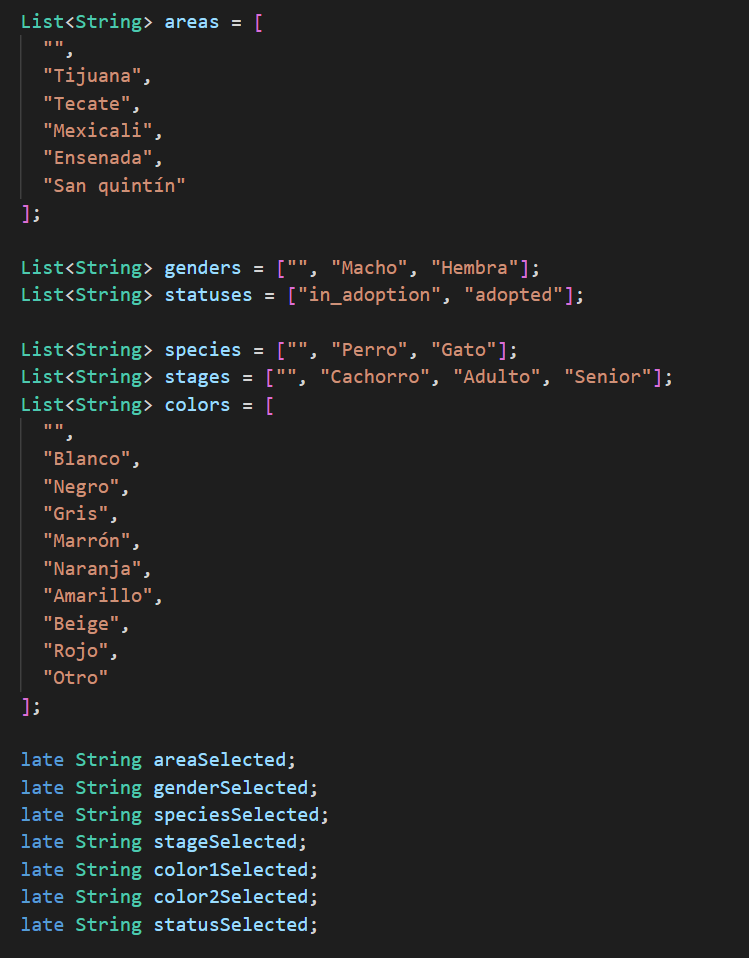 List<String> areas = [
"",
"Tijuana",
"Tecate",
"Mexicali",
"Ensenada",
"San quintín"
];
List<String> genders = ["", "Macho", "Hembra"];
List<String> statuses = ["in_adoption", "adopted"];
List<String> species = ["", "Perro", "Gato"];
List<String> stages = ["", "Cachorro", "Adulto", "Senior"];
List<String> colors = [
"",
"Blanco",
"Negro",
"Gris",
"Marrón",
"Naranja",
"Amarillo",
"Beige",
"Rojo",
"Otro"
];
late String areaSelected;
late String genderSelected;
late String speciesSelected;
late String stageSelected;
late String color1Selected;
late String color2Selected;
late String statusSelected;